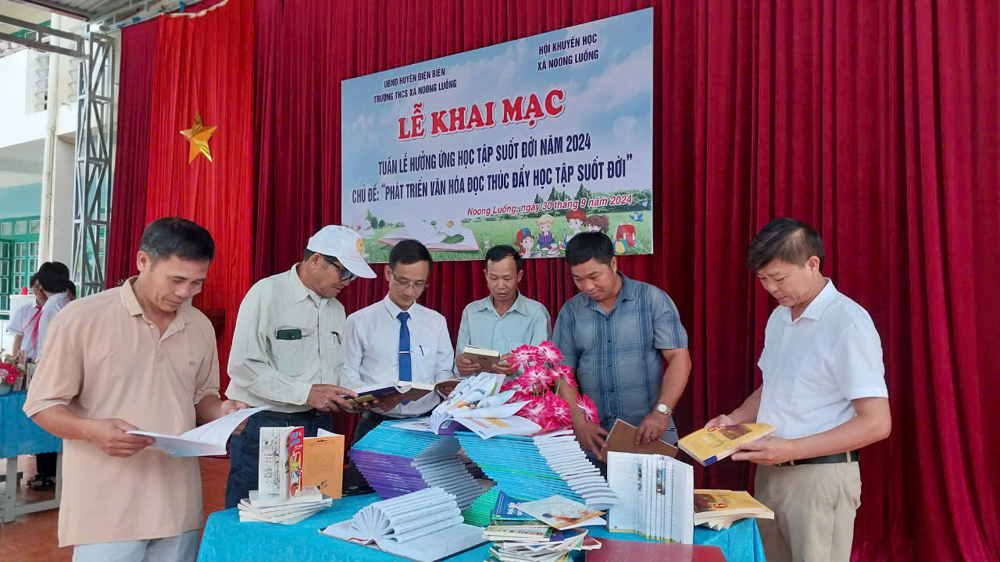 UBND HUYỆN ĐIỆN BIÊN
TRƯỜNG THCS XÃ NOONG LUỐNG
HỘI KHUYẾN HỌC
XÃ NOONG LUỐNG
LỄ KHAI MẠC
TUẦN LỄ HƯỞNG ỨNG HỌC TẬP SUỐT ĐỜI NĂM 2024
CHỦ ĐỀ: "PHÁT TRIỂN VĂN HÓA ĐỌC THÚC ĐẨY HỌC TẬP SUỐT ĐỜI"
Noong Luống, ngày 30 tháng 9 năm 2024